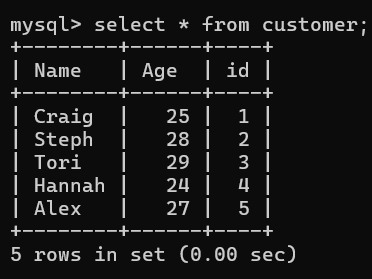 mysql> select * from customer;
+--------+------+----+
| Name   | Age  | id |
+--------+------+----+
| Craig  |   25 |  1 |
| Steph  |   28 |  2 |
| Tori   |   29 |  3 |
| Hannah |   24 |  4 |
| Alex   |   27 |  5 |
+--------+------+----+
5 rows in set (0.00 sec)